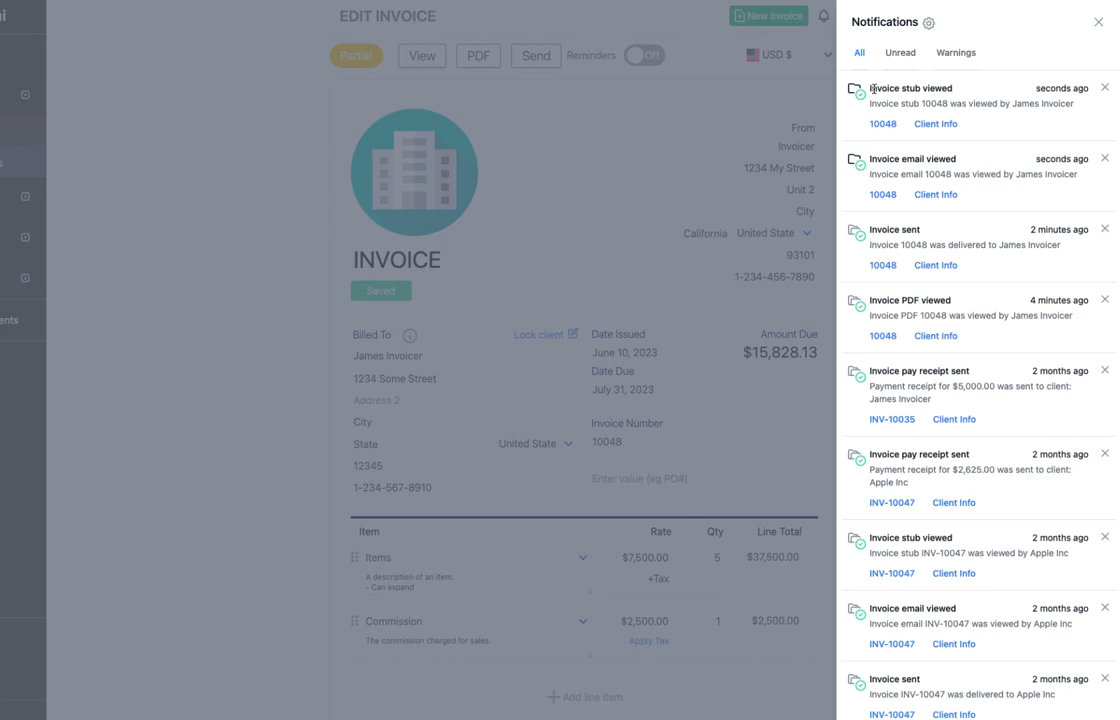 EDIT INVOICE
New Invoice
Partial
View
PDF
Send
Reminders
Off
USD $
From
Invoicer
1234 My Street
Unit 2
City
California United State
93101
1-234-456-7890
INVOICE
Saved
Billed To
Lock client
James Invoicer
1234 Some Street
Address 2
City
State
United State
12345
1-234-567-8910
Date Issued
June 10, 2023
Date Due
July 31, 2023
Invoice Number
10048
Enter value (eg PO#)
Amount Due
$15,828.13
Item Rate Qty Line Total
Items $7,500.00 5 $37,500.00
A description of an item.
- Can expand
+Tax
Commission $2,500.00 1 $2,500.00
The commission charged for sales.
Apply Tax
Add line item
Notifications
All Unread Warnings
Invoice stub viewed seconds ago
Invoice stub 10048 was viewed by James Invoicer
10048 Client Info
Invoice email viewed seconds ago
Invoice email 10048 was viewed by James Invoicer
10048 Client Info
Invoice sent 2 minutes ago
Invoice 10048 was delivered to James Invoicer
10048 Client Info
Invoice PDF viewed 4 minutes ago
Invoice PDF 10048 was viewed by James Invoicer
10048 Client Info
Invoice pay receipt sent 2 months ago
Payment receipt for $5,000.00 was sent to client:
James Invoicer
INV-10035 Client Info
Invoice pay receipt sent 2 months ago
Payment receipt for $2,625.00 was sent to client:
Apple Inc
INV-10047 Client Info
Invoice stub viewed 2 months ago
Invoice stub INV-10047 was viewed by Apple Inc
INV-10047 Client Info
Invoice email viewed 2 months ago
Invoice email INV-10047 was viewed by Apple Inc
INV-10047 Client Info
Invoice sent 2 months ago
Invoice INV-10047 was delivered to Apple Inc
INV-10047 Client Info